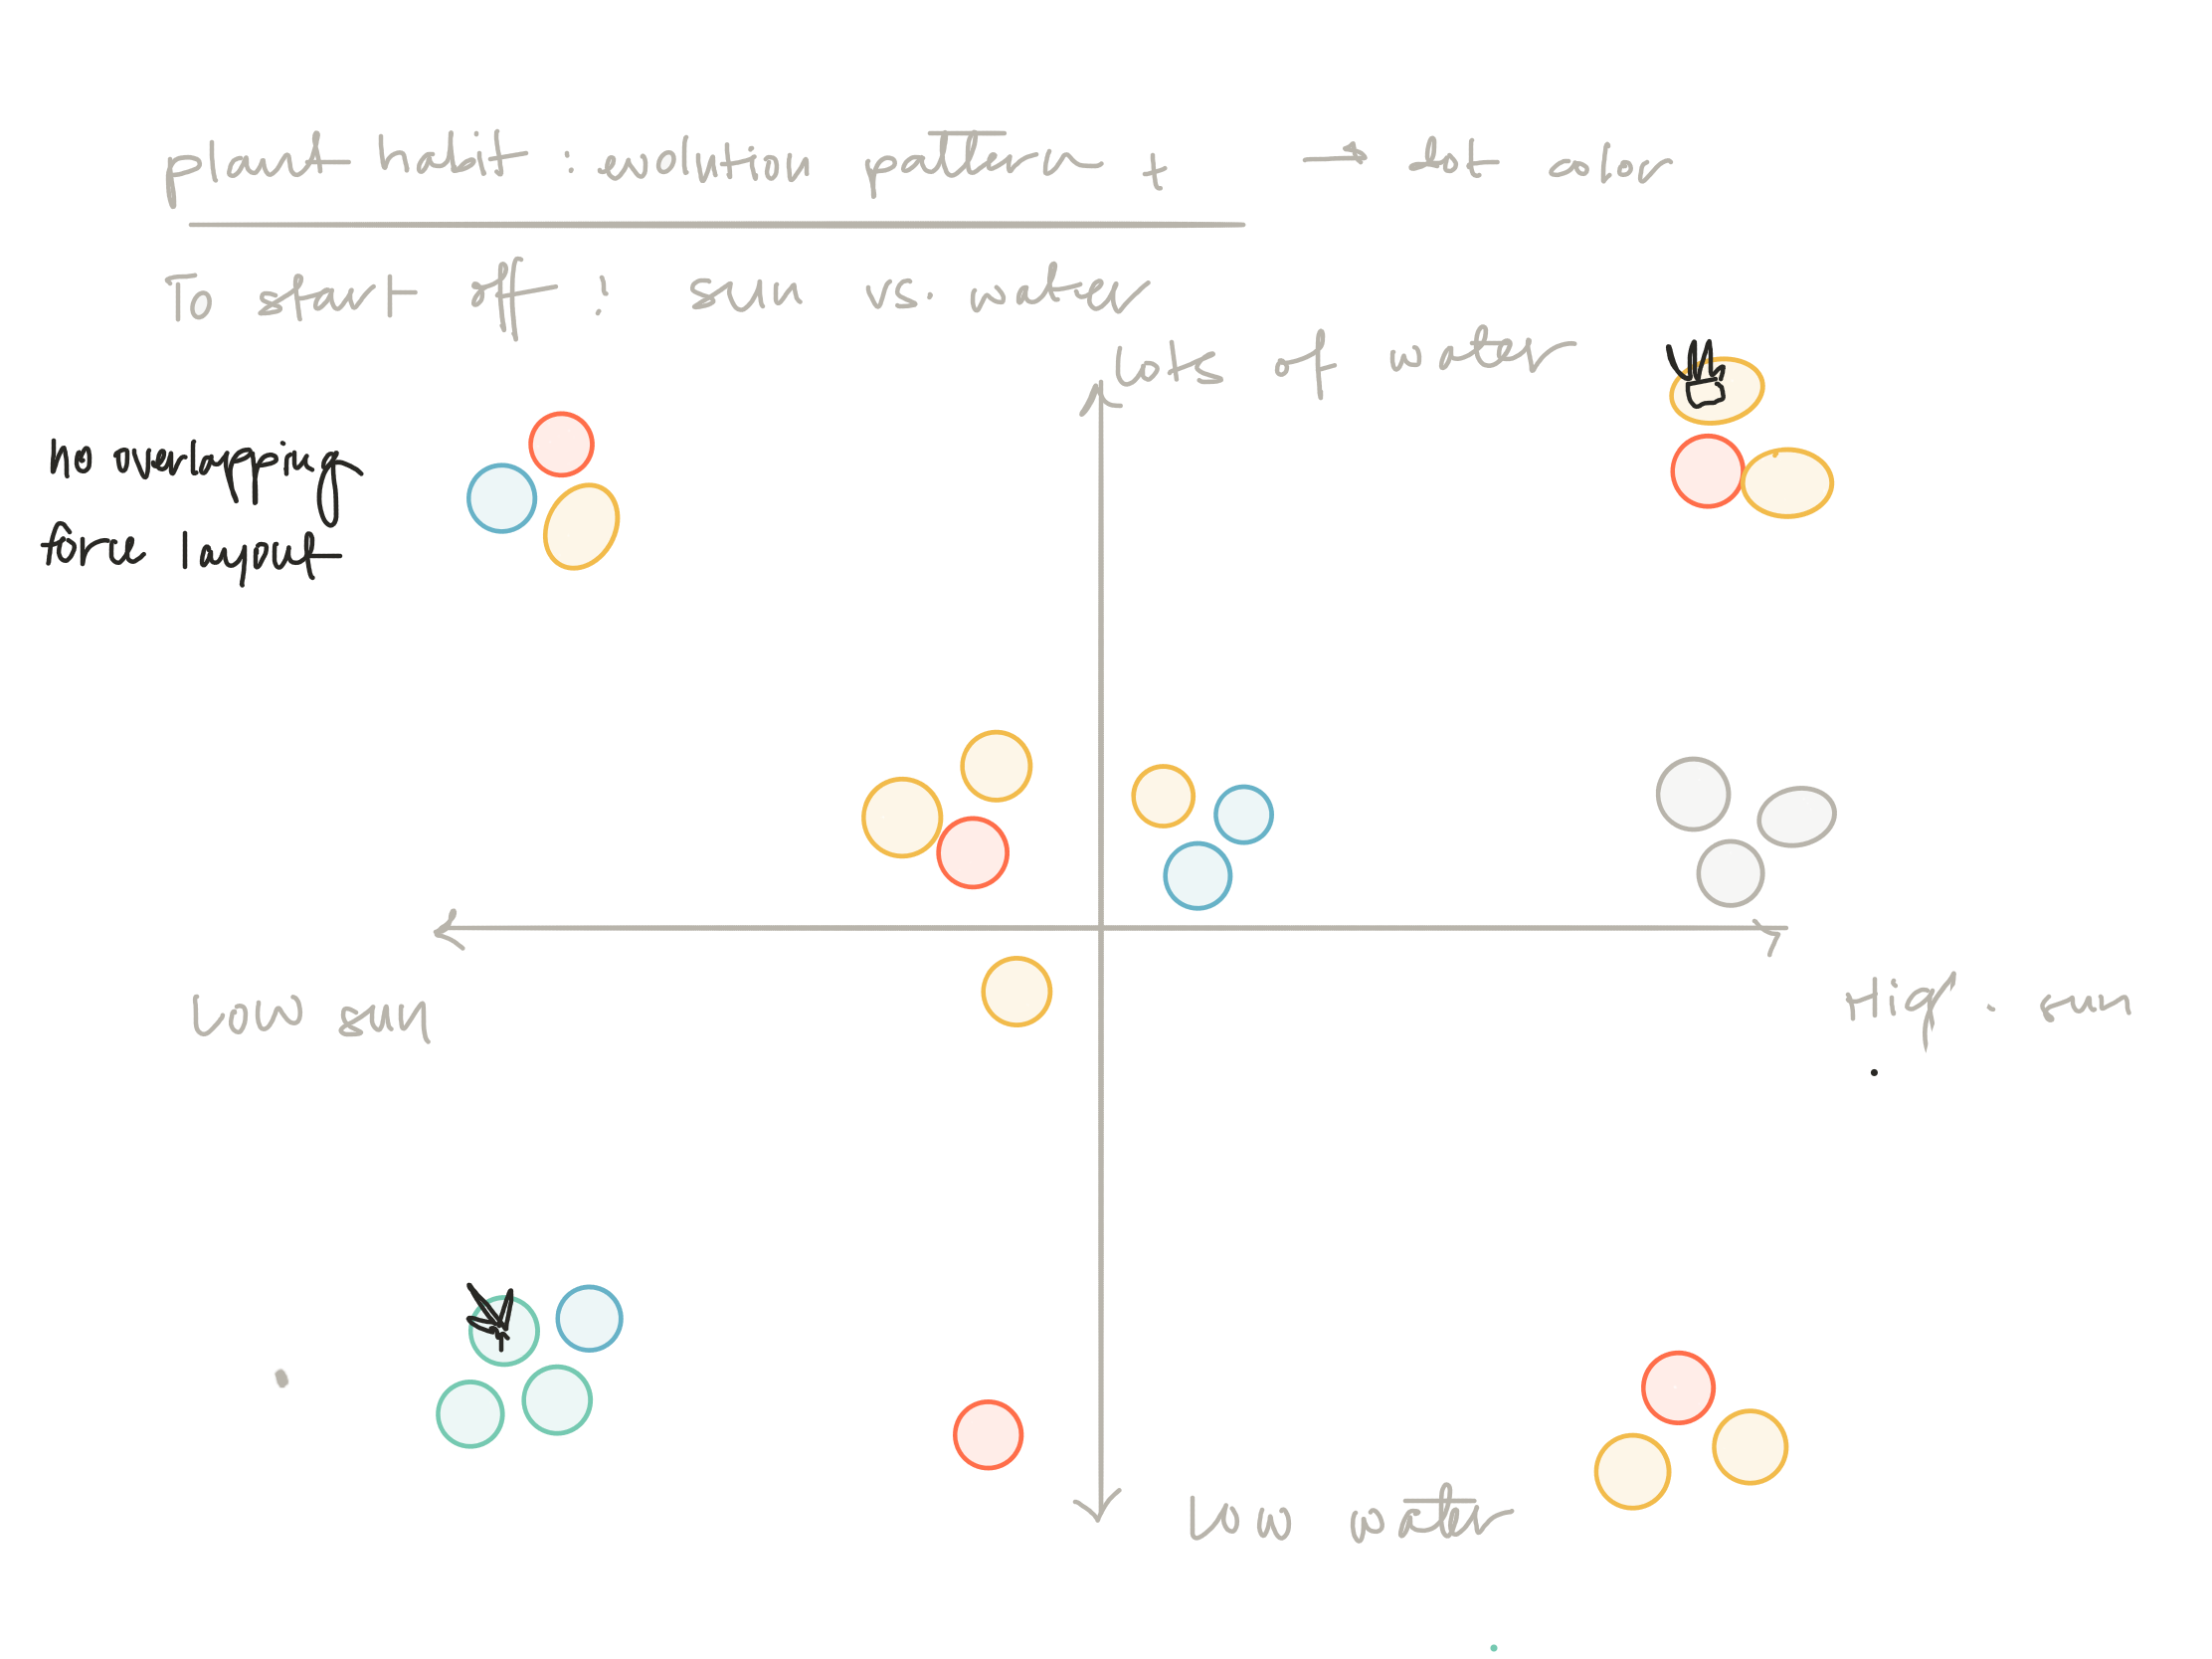 plant habit : evolution pattern t → dot color
To start off : sun vs. water
Lots of water
No overlapping
force layout
Low sun
High sun
Low water